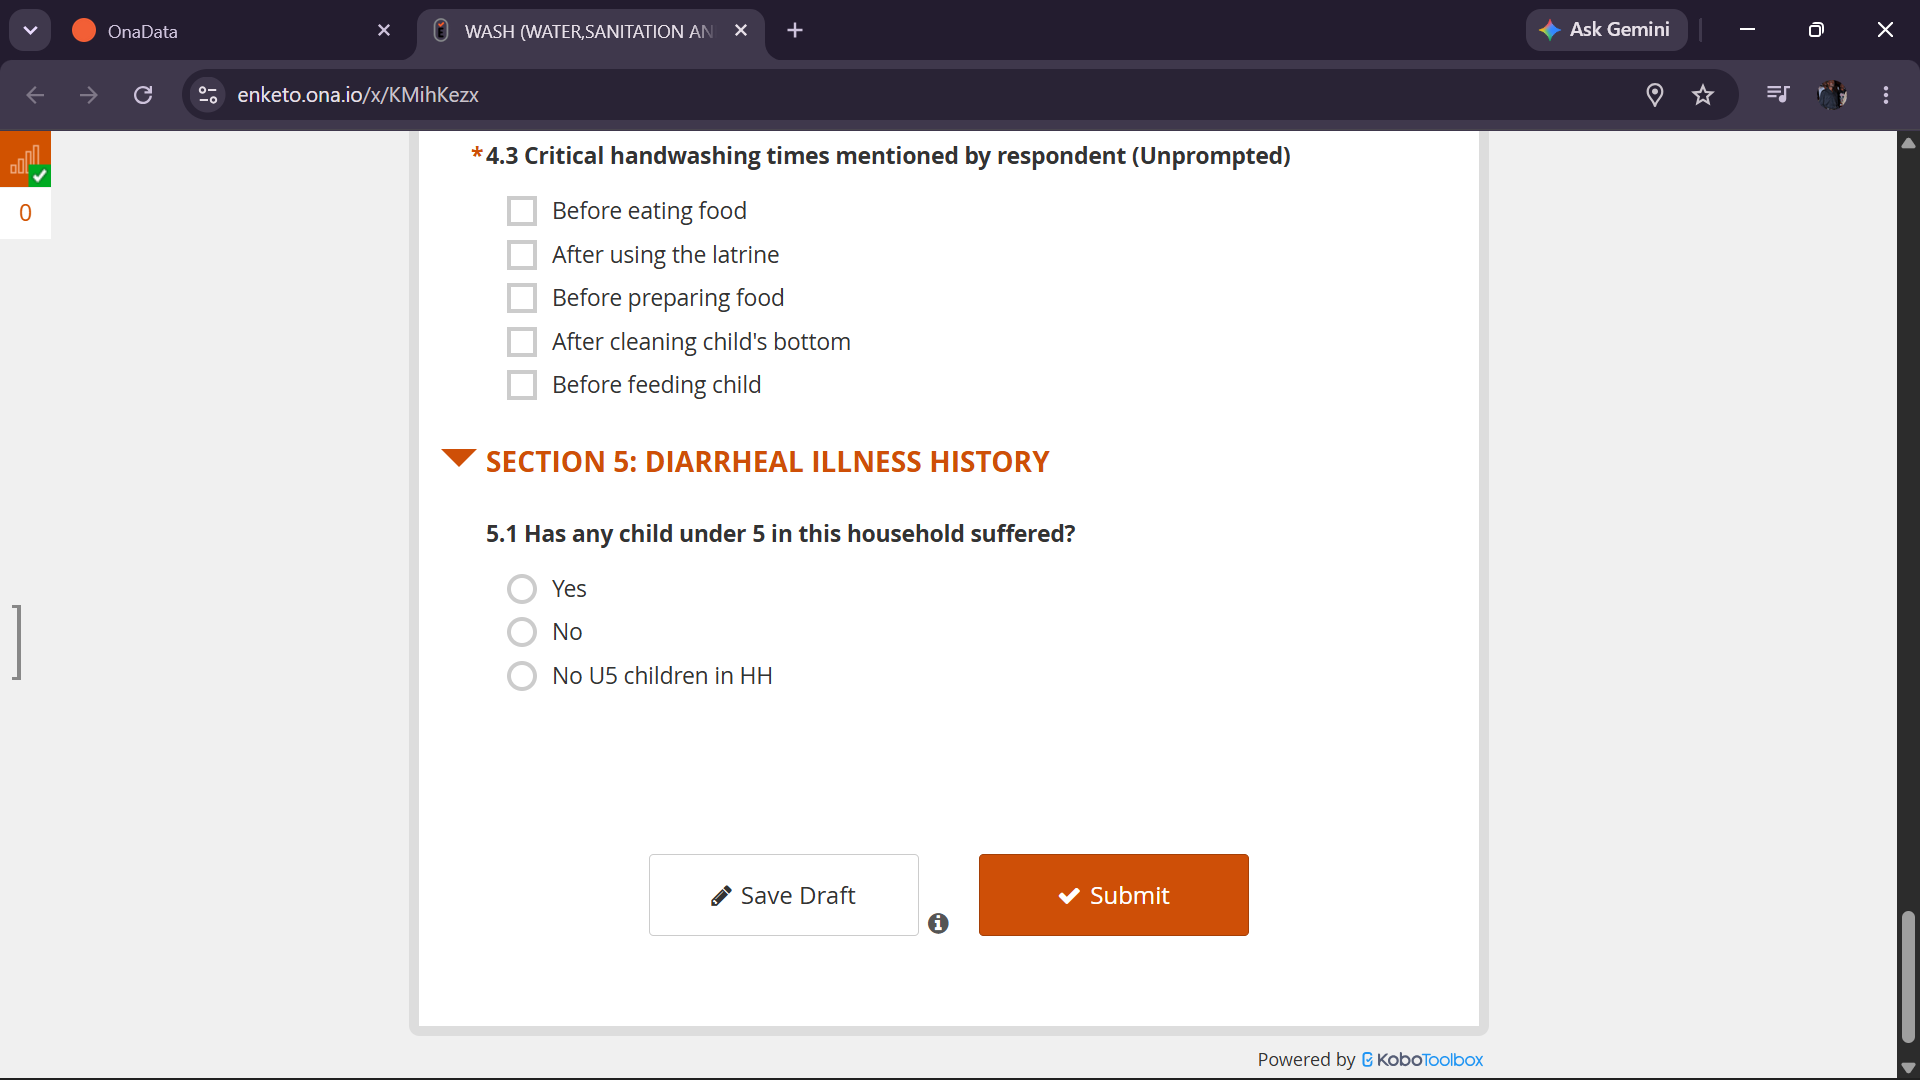 OnaData
WASH (WATER,SANITATION AN
Ask Gemini
enketo.ona.io/x/KMihKezx
0
*4.3 Critical handwashing times mentioned by respondent (Unprompted)
Before eating food
After using the latrine
Before preparing food
After cleaning child's bottom
Before feeding child
SECTION 5: DIARRHEAL ILLNESS HISTORY
5.1 Has any child under 5 in this household suffered?
Yes
No
No U5 children in HH
Save Draft
Submit
Powered by KoboToolbox